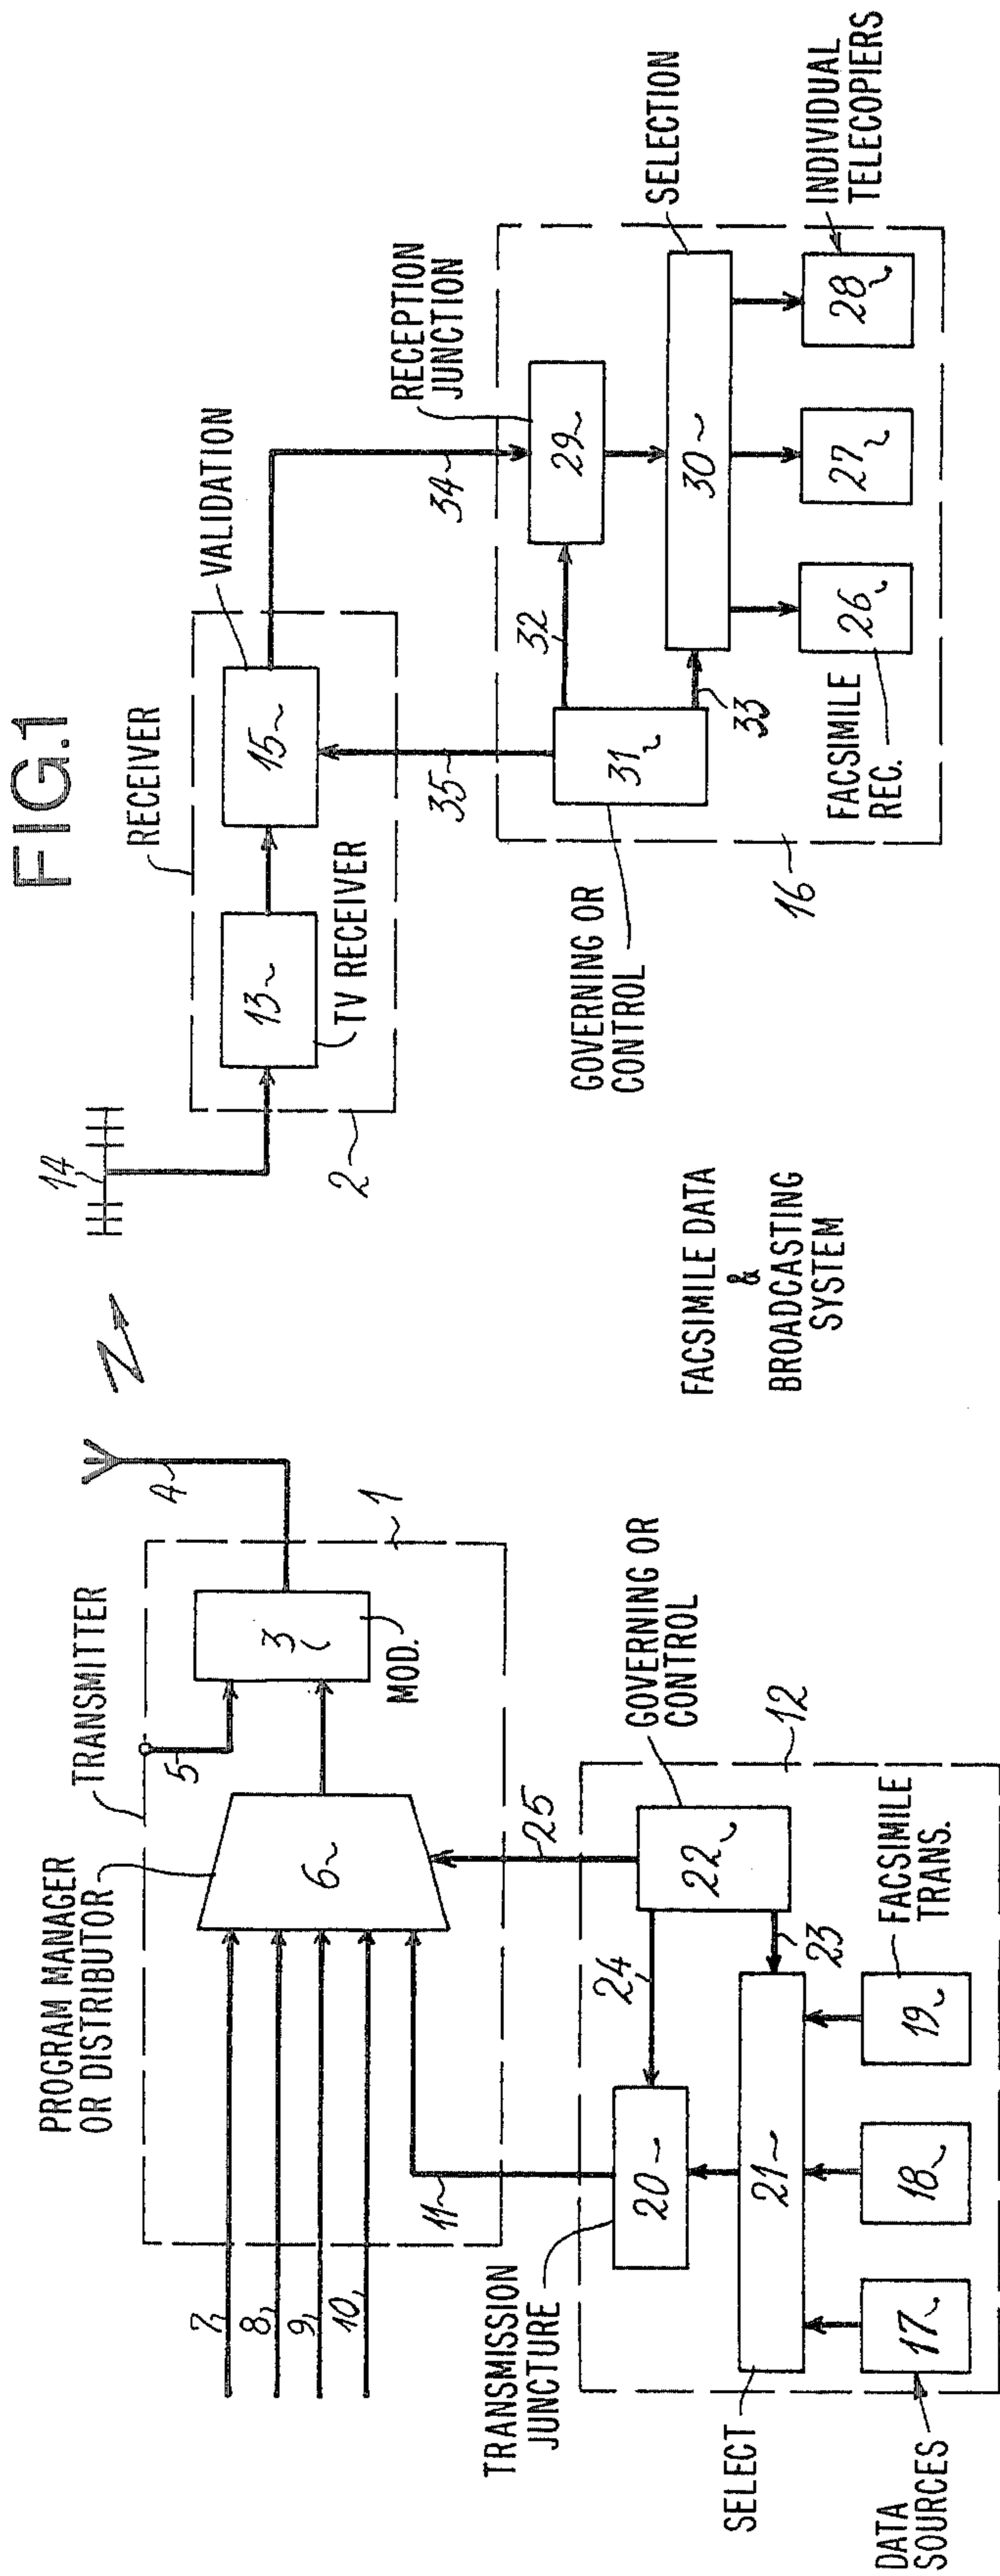 FIG.1
PROGRAM MANAGER
OR DISTRIBUTOR
TRANSMITTER
7
8
9
10
11
6
5
3
MOD.
4
1
25
TRANSMISSION
JUNCTURE
20
24
22
GOVERNING OR
CONTROL
23
SELECT
21
12
17
18
19
DATA
SOURCES
FACSIMILE
TRANS.
14
RECEIVER
VALIDATION
13
15
TV RECEIVER
2
34
35
RECEPTION
JUNCTION
29
32
31
GOVERNING OR
CONTROL
33
30
SELECTION
16
26
27
28
FACSIMILE
REC.
INDIVIDUAL
TELECOPIERS
FACSIMILE DATA
&
BROADCASTING
SYSTEM